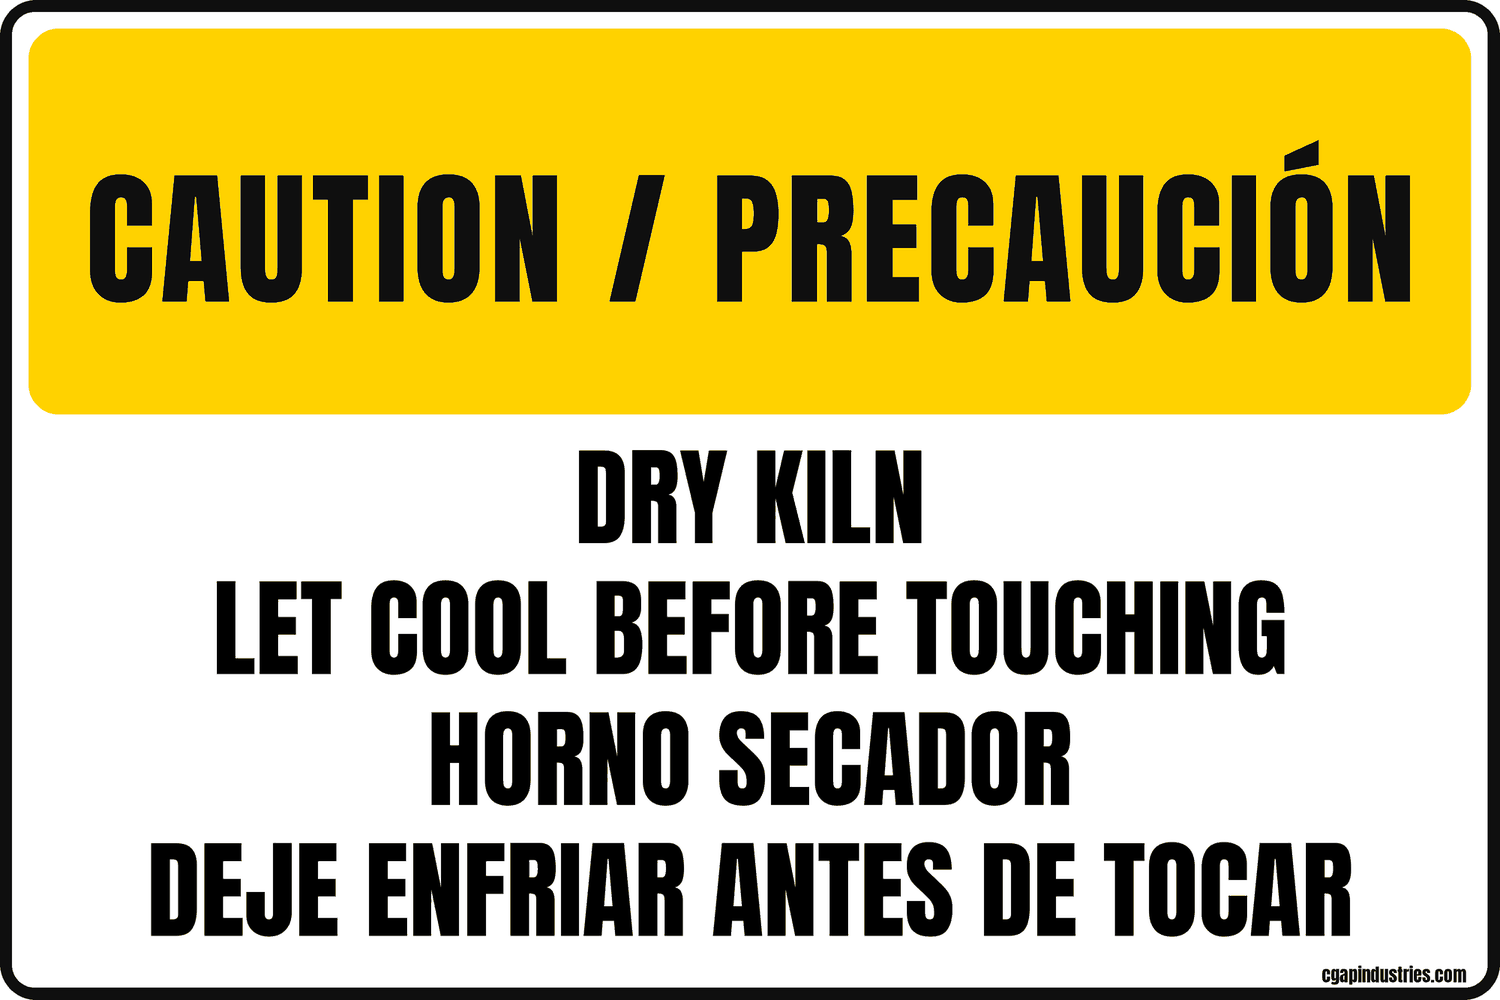 CAUTION / PRECAUCIÓN
DRY KILN
LET COOL BEFORE TOUCHING
HORNO SECADOR
DEJE ENFRIAR ANTES DE TOCAR
cgapindustries.com